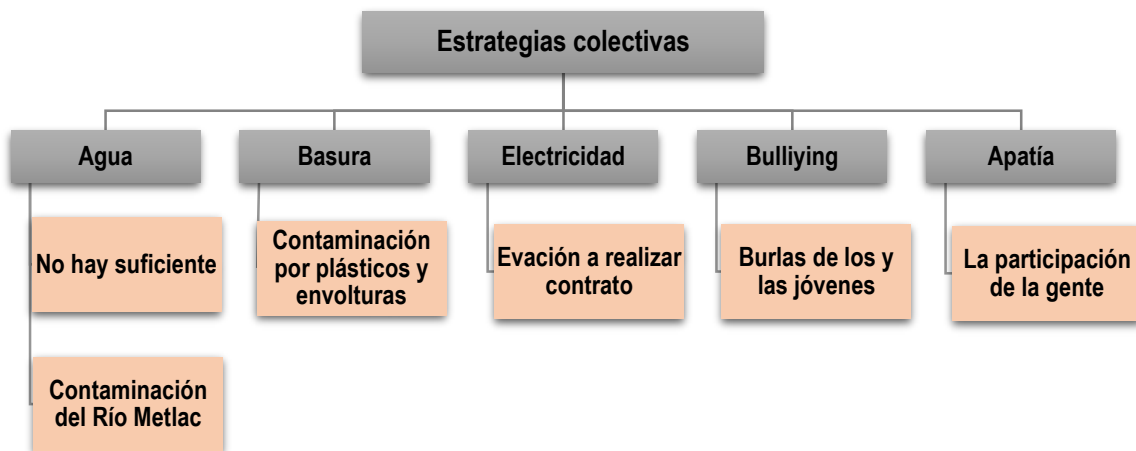 Estrategias colectivas
Agua
Basura
Electricidad
Bulliying
Apatía
No hay suficiente
Contaminación
por plásticos y
envolturas
Evación a realizar
contrato
Burlas de los y
las jóvenes
La participación
de la gente
Contaminación
del Río Metlac